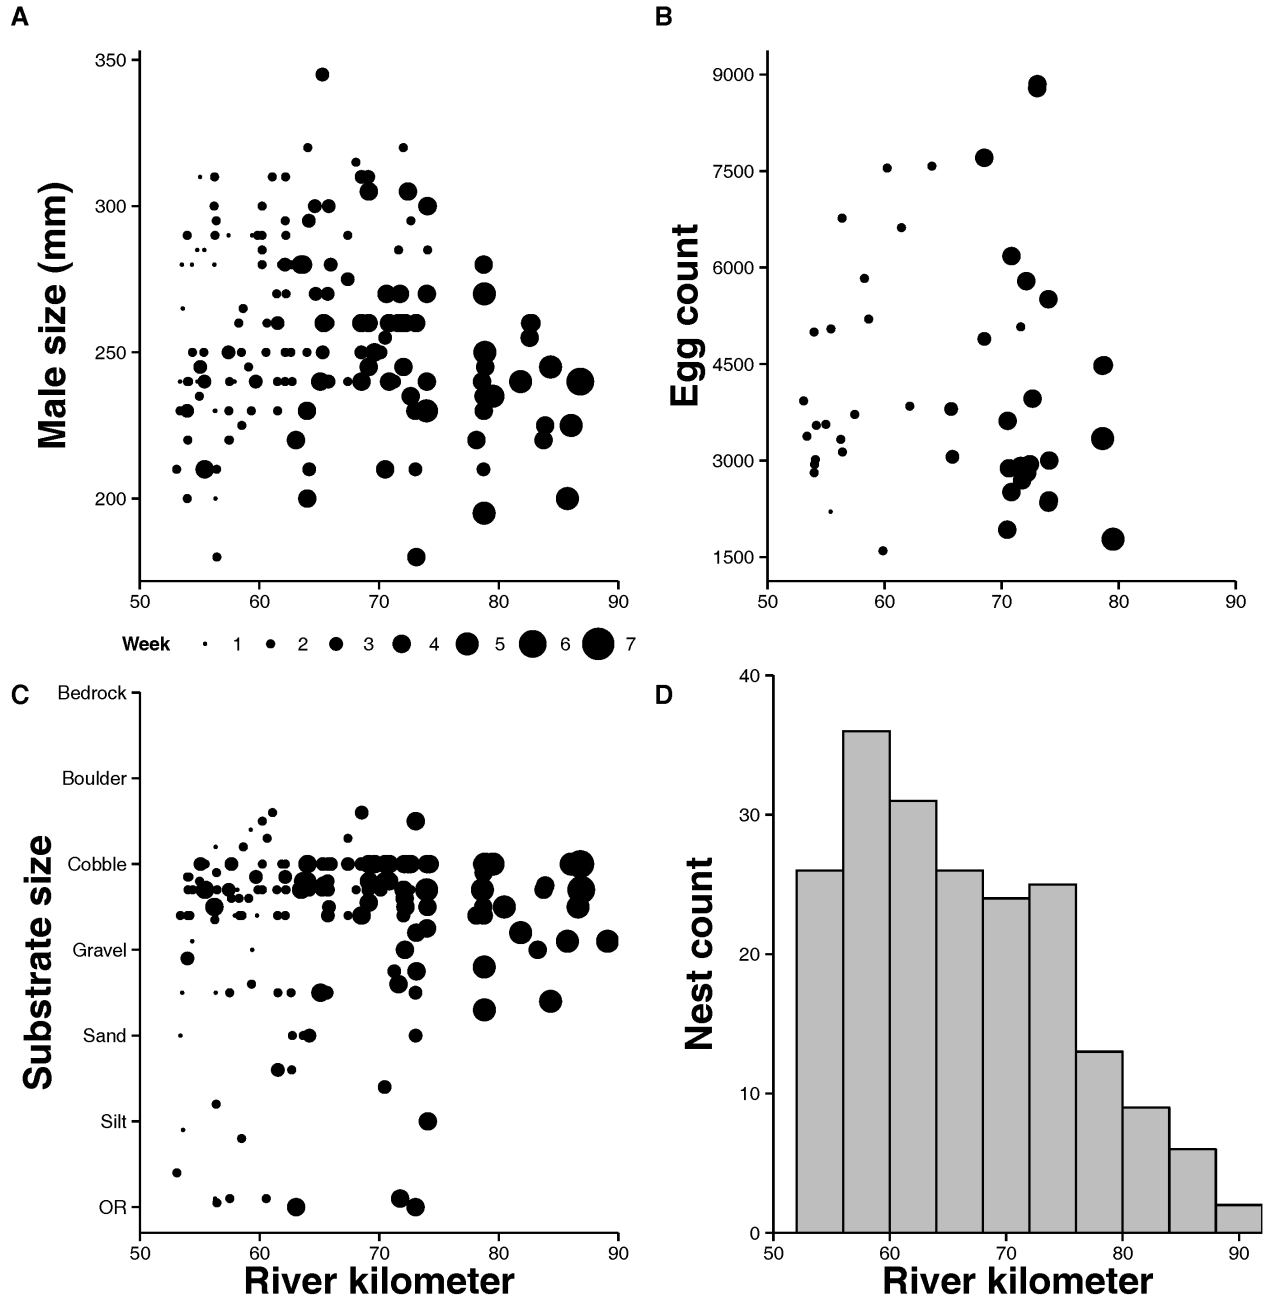 A
B
350
300
250
200
Male size (mm)
50 60 70 80 90
9000
7500
6000
4500
3000
1500
Egg count
50 60 70 80 90
Week 1 2 3 4 5 6 7
C
Bedrock
Boulder
Cobble
Gravel
Sand
Silt
OR
Substrate size
50 60 70 80 90
River kilometer
D
40
30
20
10
0
Nest count
50 60 70 80 90
River kilometer